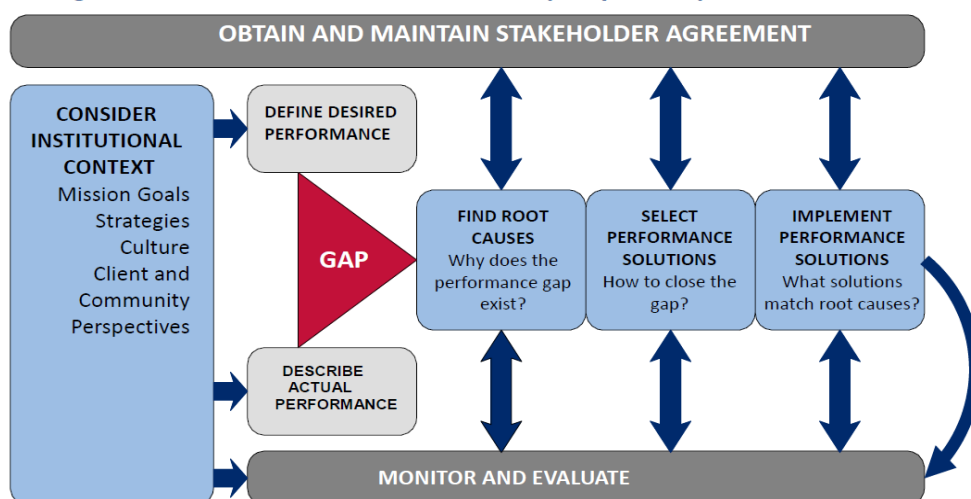 OBTAIN AND MAINTAIN STAKEHOLDER AGREEMENT
CONSIDER
INSTITUTIONAL
CONTEXT
Mission Goals
Strategies
Culture
Client and
Community
Perspectives
DEFINE DESIRED
PERFORMANCE
GAP
DESCRIBE
ACTUAL
PERFORMANCE
FIND ROOT
CAUSES
Why does the
performance gap
exist?
SELECT
PERFORMANCE
SOLUTIONS
How to close the
gap?
IMPLEMENT
PERFORMANCE
SOLUTIONS
What solutions
match root causes?
MONITOR AND EVALUATE